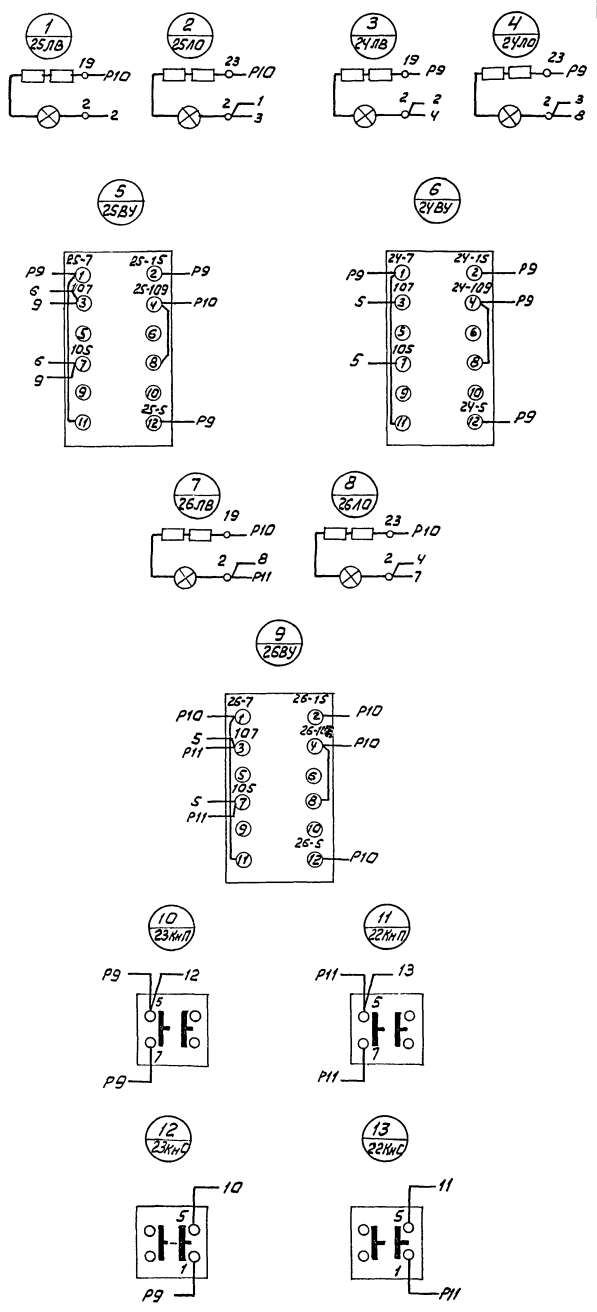 1 2 3 4
25ЛВ 25ЛО 24ЛВ 24ЛО
19 Р10 23 Р10 19 Р9 23 Р9
2 2 2 1 3 2 2 4 2 3 8
5 6
25ВУ 24ВУ
25-7 25-15 24-7 24-15
Р9 1 2 Р9 Р9 1 2 Р9
6 107 25-109 107 24-109
9 3 4 Р10 5 3 4 Р9
5 6 5 6
105 105
6 7 8 5 7 8
9
9 10 9 10
25-5 24-5
11 12 Р9 11 12 Р9
7 8
26ЛВ 26ЛО
19 Р10 23 Р10
2 8 Р11 2 4 7
9
26ВУ
26-7 26-15
Р10 1 2 Р10
5 107
Р11 3 4 Р10
5 6
105
5 7 8
Р11
9 10
26-5
11 12 Р10
10 11
23КнП 22КнП
Р9 12 Р11 13
5 5
7 7
Р9 Р11
12 13
23КнС 22КнС
10 11
5 5
1 1
Р9 Р11